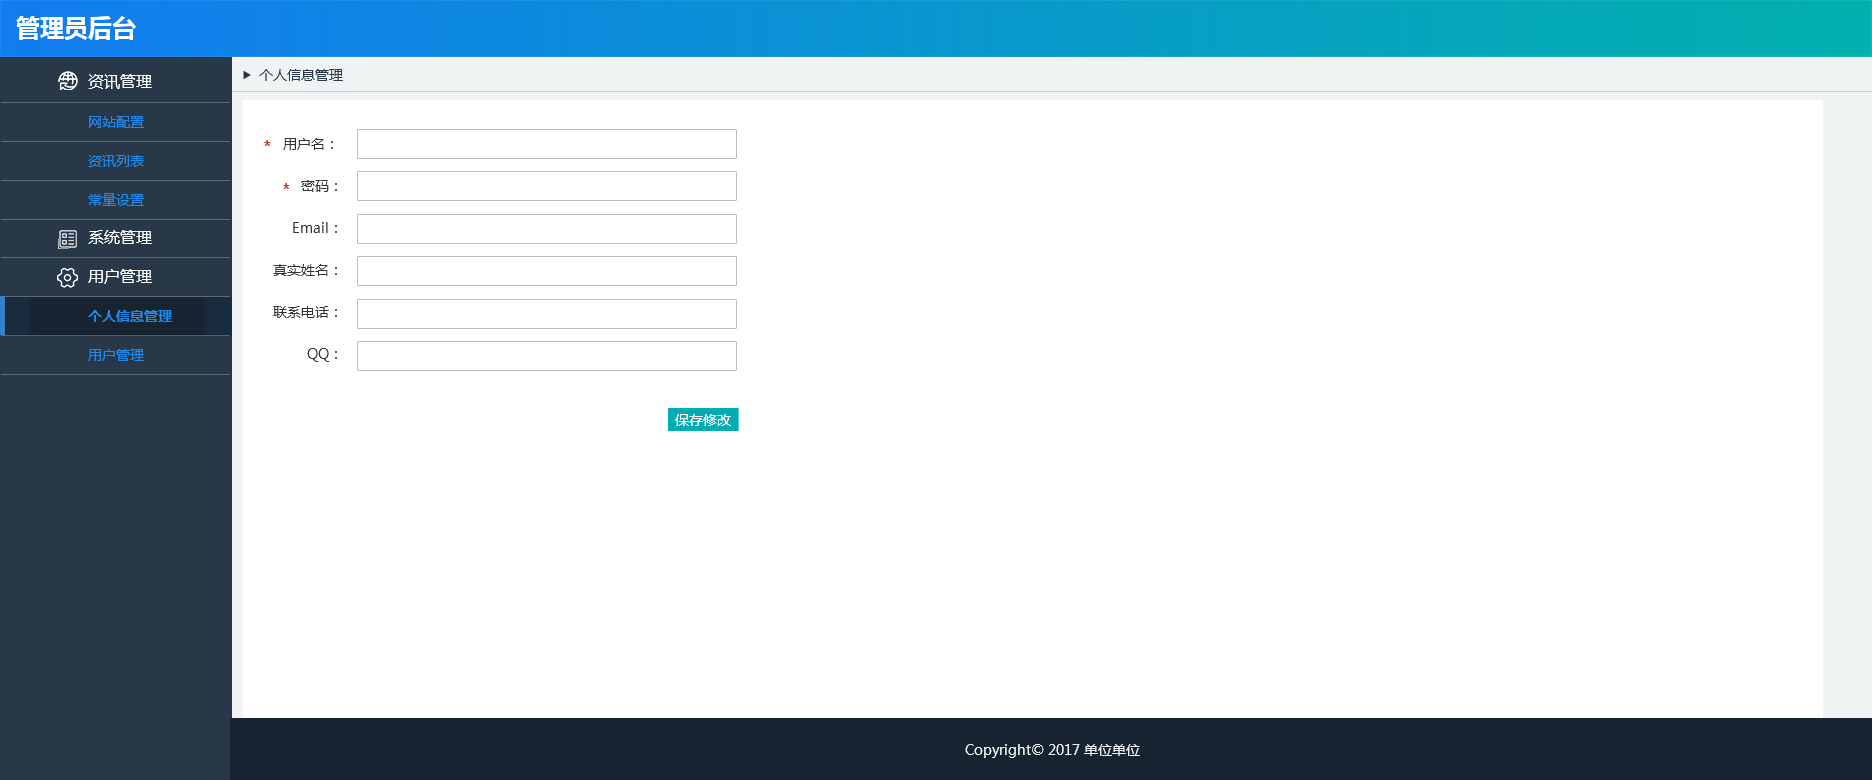 管理员后台
资讯管理
网站配置
资讯列表
常量设置
系统管理
用户管理
个人信息管理
用户管理
个人信息管理
* 用户名：
* 密码：
Email：
真实姓名：
联系电话：
QQ：
保存修改
Copyright© 2017 单位单位